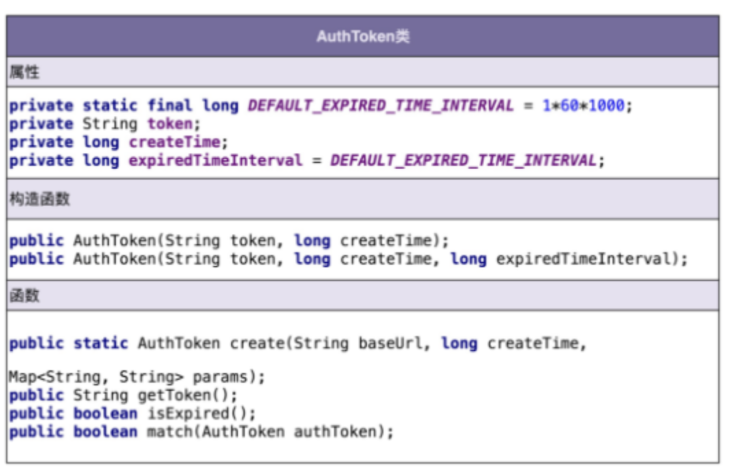 AuthToken类
属性
private static final long DEFAULT_EXPIRED_TIME_INTERVAL = 1*60*1000;
private String token;
private long createTime;
private long expiredTimeInterval = DEFAULT_EXPIRED_TIME_INTERVAL;
构造函数
public AuthToken(String token, long createTime);
public AuthToken(String token, long createTime, long expiredTimeInterval);
函数
public static AuthToken create(String baseUrl, long createTime,
Map<String, String> params);
public String getToken();
public boolean isExpired();
public boolean match(AuthToken authToken);